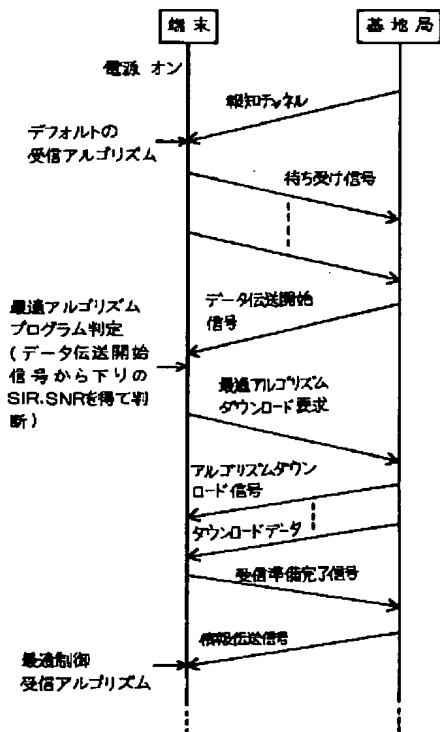 端末
基地局
電源 オン
報知チャネル
デフォルトの
受信アルゴリズム
待ち受け信号
データ伝送開始
信号
最適アルゴリズム
プログラム判定
(データ伝送開始
信号から下りの
SIR、SNRを得て判
断)
最適アルゴリズム
ダウンロード要求
アルゴリズムダウン
ロード信号
ダウンロードデータ
受信準備完了信号
情報伝送信号
最適制御
受信アルゴリズム